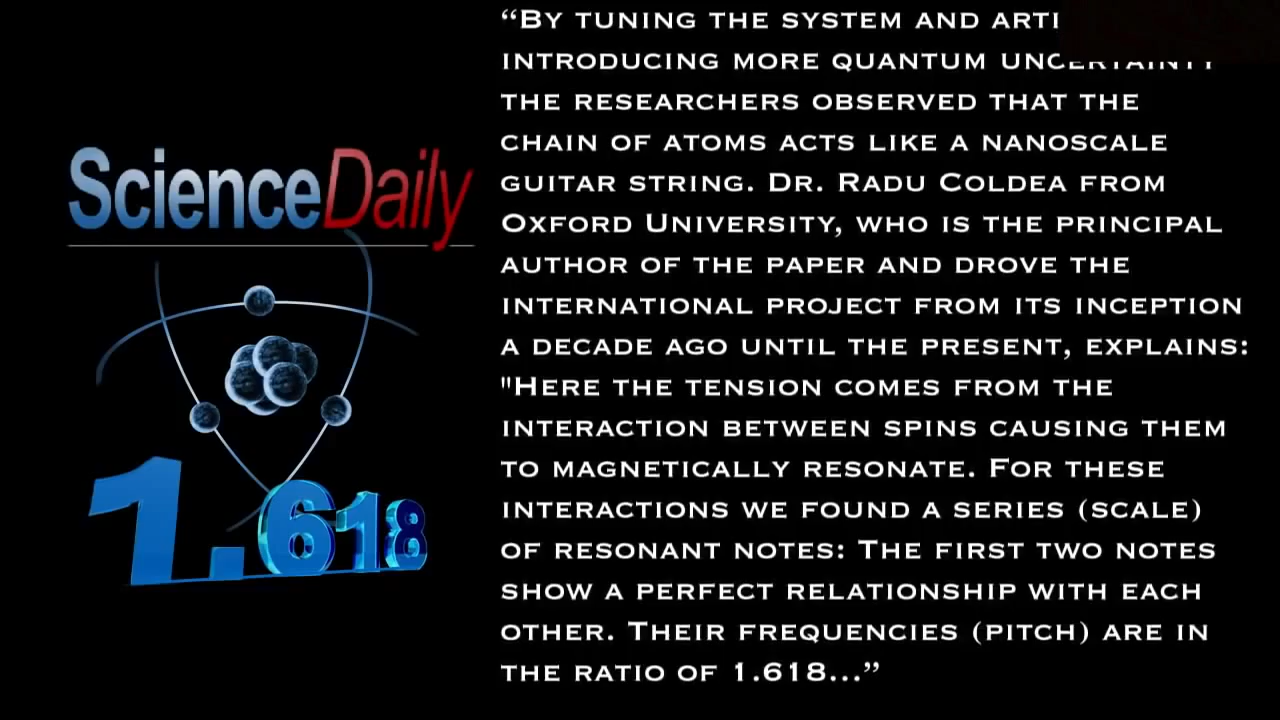 ScienceDaily
1.618
“BY TUNING THE SYSTEM AND
INTRODUCING MORE QUANTUM UNCERTAINTY
THE RESEARCHERS OBSERVED THAT THE
CHAIN OF ATOMS ACTS LIKE A NANOSCALE
GUITAR STRING. DR. RADU COLDEA FROM
OXFORD UNIVERSITY, WHO IS THE PRINCIPAL
AUTHOR OF THE PAPER AND DROVE THE
INTERNATIONAL PROJECT FROM ITS INCEPTION
A DECADE AGO UNTIL THE PRESENT, EXPLAINS:
"HERE THE TENSION COMES FROM THE
INTERACTION BETWEEN SPINS CAUSING THEM
TO MAGNETICALLY RESONATE. FOR THESE
INTERACTIONS WE FOUND A SERIES (SCALE)
OF RESONANT NOTES: THE FIRST TWO NOTES
SHOW A PERFECT RELATIONSHIP WITH EACH
OTHER. THEIR FREQUENCIES (PITCH) ARE IN
THE RATIO OF 1.618...”